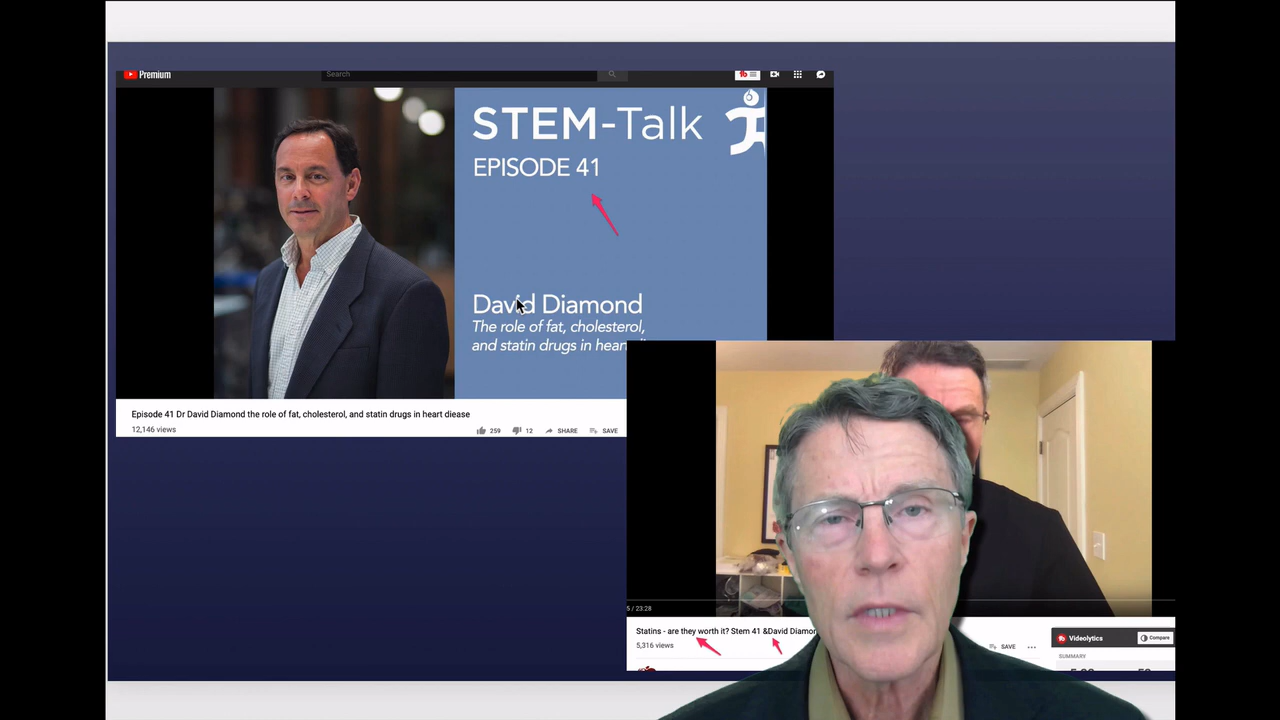 Premium
Search
STEM-Talk
EPISODE 41
David Diamond
The role of fat, cholesterol,
and statin drugs in hear
Episode 41 Dr David Diamond the role of fat, cholesterol, and statin drugs in heart diease
12,146 views
259
12
SHARE
SAVE
5 / 23:28
Statins - are they worth it? Stem 41 &David Diamon
5,316 views
SAVE
Videolytics
Compare
SUMMARY